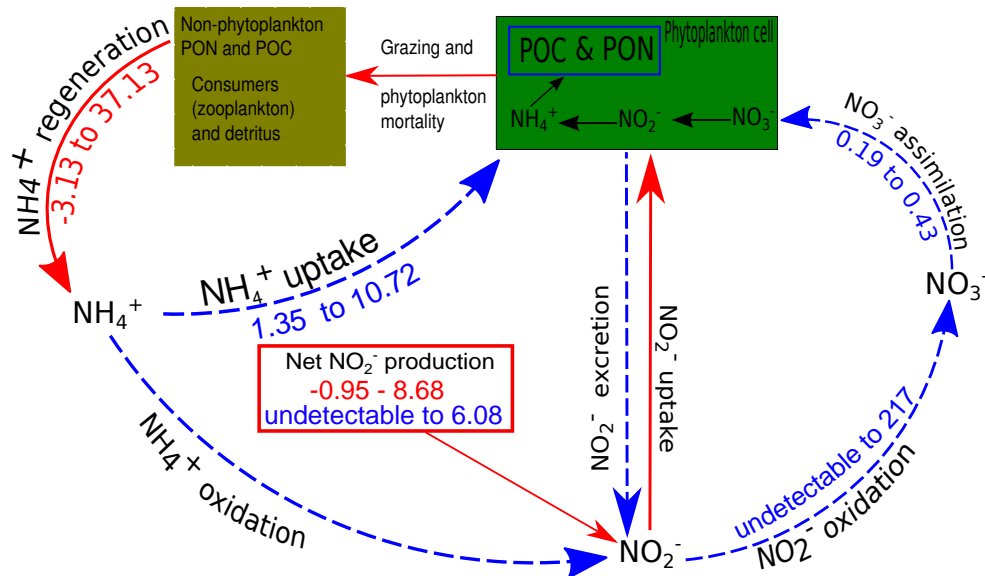 Non-phytoplankton
PON and POC
Consumers
(zooplankton)
and detritus
Grazing and
phytoplankton
mortality
Phytoplankton cell
POC & PON
NH₄⁺
NO₂⁻
NO₃⁻
NH4+ regeneration
-3.13 to 37.13
NO₃⁻ assimilation
0.19 to 0.43
NH₄⁺
NH₄⁺ uptake
1.35 to 10.72
NO₃⁻
Net NO₂⁻ production
-0.95 - 8.68
undetectable to 6.08
NO₂⁻ excretion
NO₂⁻ uptake
NH4+ oxidation
undetectable to 217
NO₂⁻ oxidation
NO₂⁻